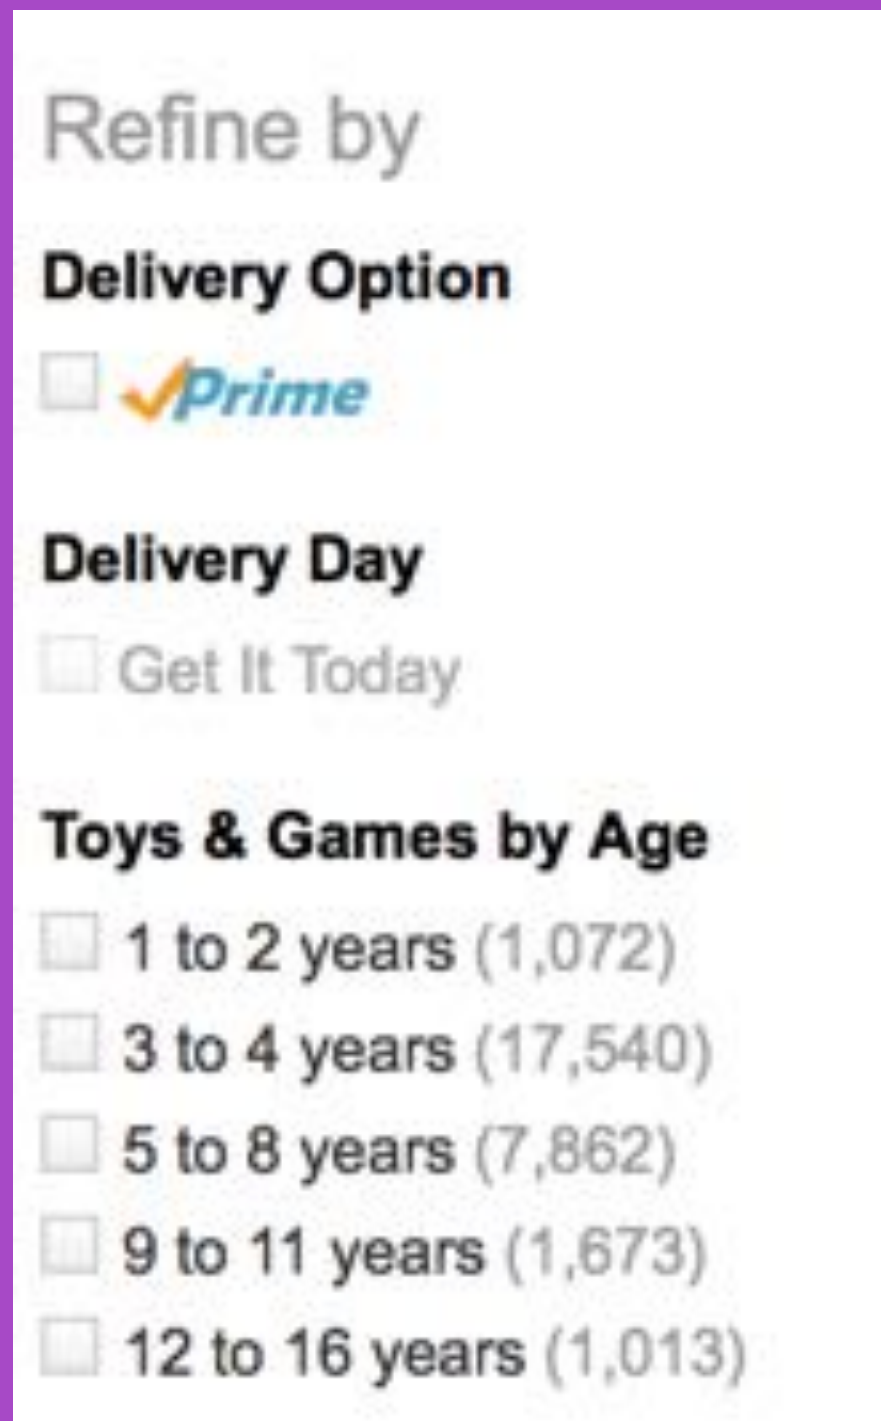 Refine by
Delivery Option
Prime
Delivery Day
Get It Today
Toys & Games by Age
1 to 2 years (1,072)
3 to 4 years (17,540)
5 to 8 years (7,862)
9 to 11 years (1,673)
12 to 16 years (1,013)